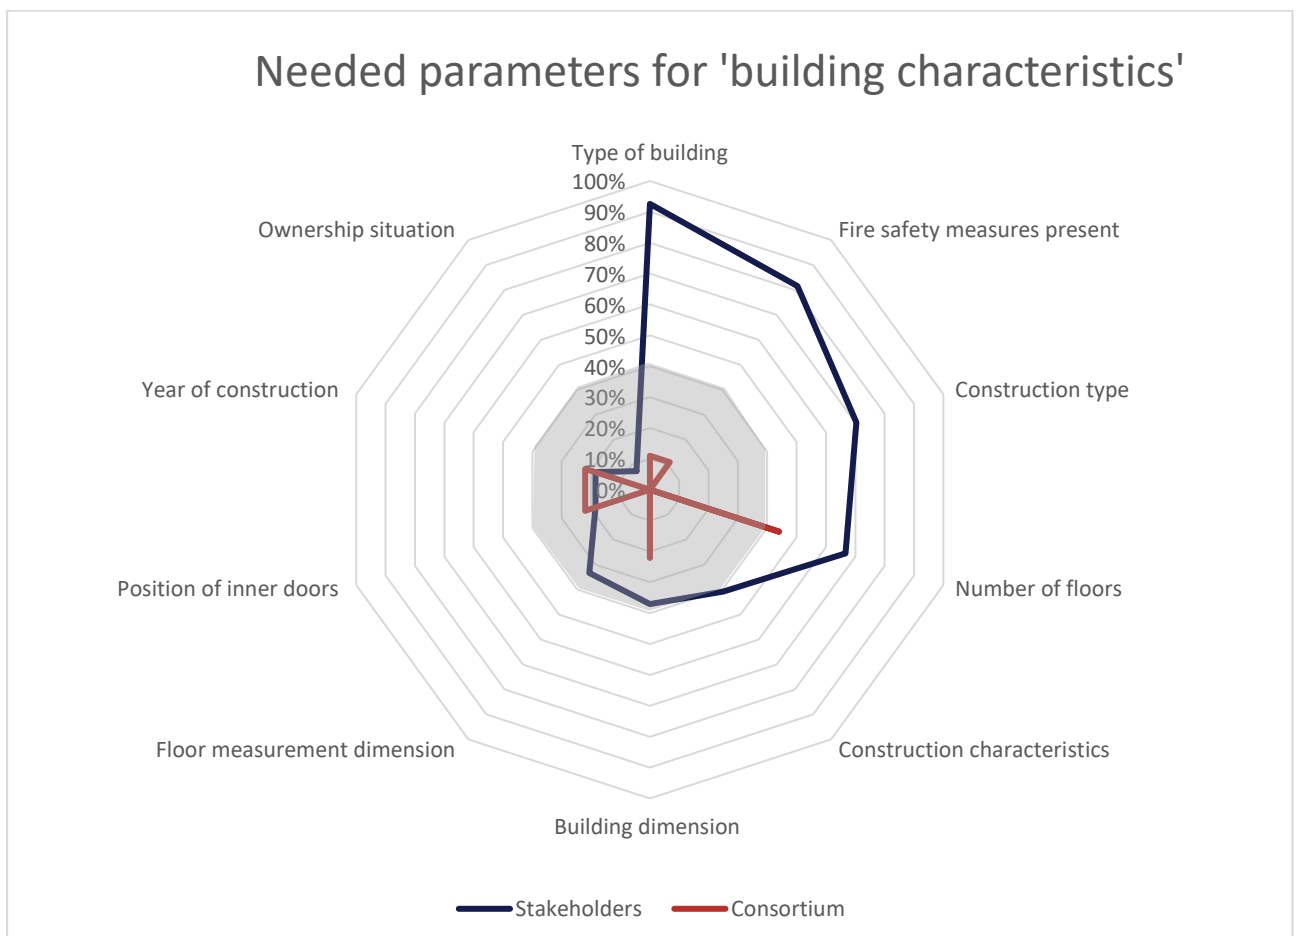 Needed parameters for 'building characteristics'
Type of building
100%
90%
80%
70%
60%
50%
40%
30%
20%
10%
0%
Fire safety measures present
Construction type
Number of floors
Construction characteristics
Building dimension
Floor measurement dimension
Position of inner doors
Year of construction
Ownership situation
Stakeholders
Consortium